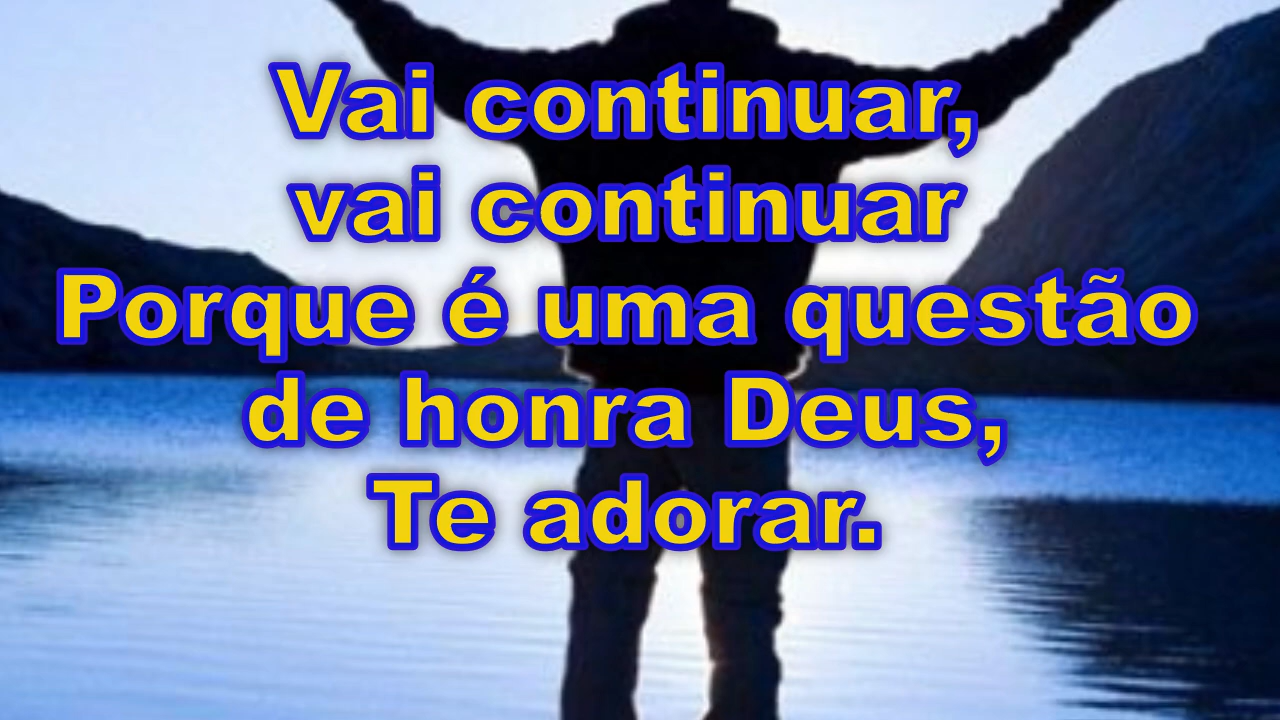 Vai continuar,
vai continuar
Porque é uma questão
de honra Deus,
Te adorar.